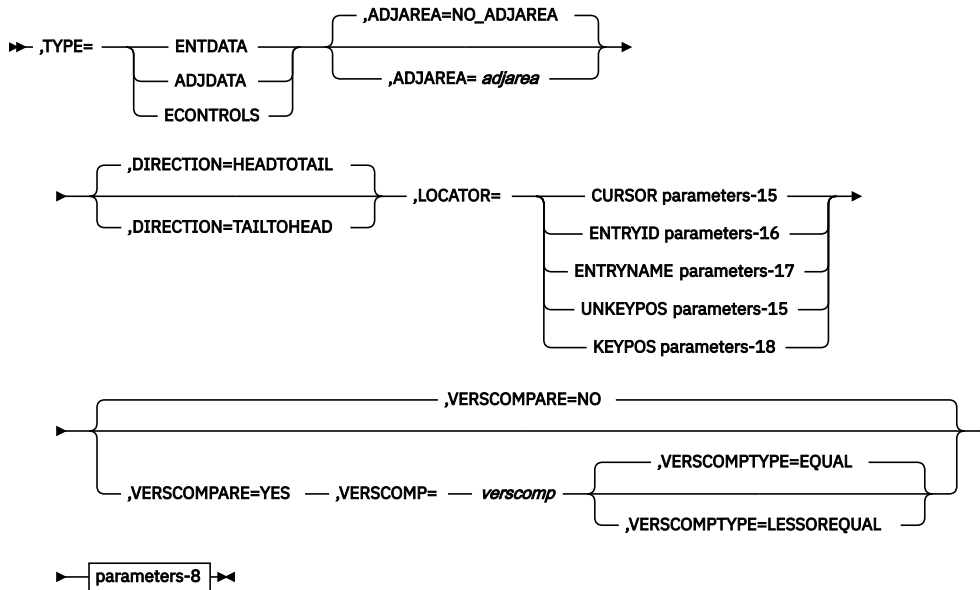 ,ADJAREA=NO_ADJAREA
,TYPE= ENTDATA
,ADJAREA= adjarea
ADJDATA
ECONTROLS
,DIRECTION=HEADTOTAIL
,LOCATOR= CURSOR parameters-15
,DIRECTION=TAILTOHEAD
ENTRYID parameters-16
ENTRYNAME parameters-17
UNKEYPOS parameters-15
KEYPOS parameters-18
,VERSCOMPARE=NO
,VERSCOMPTYPE=EQUAL
,VERSCOMPARE=YES ,VERSCOMP= verscomp
,VERSCOMPTYPE=LESSOREQUAL
parameters-8